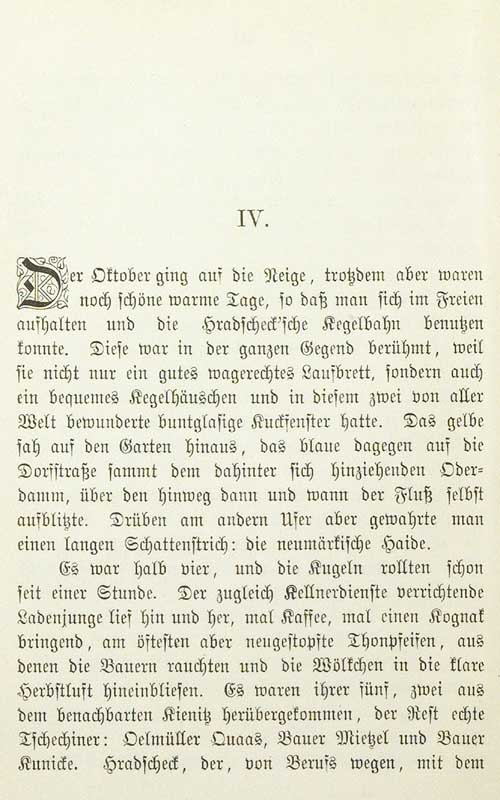 IV.
Der Oktober ging auf die Neige, trotzdem aber waren
noch schöne warme Tage, so daß man sich im Freien
aufhalten und die Hradscheck'sche Kegelbahn benutzen
konnte. Diese war in der ganzen Gegend berühmt, weil
sie nicht nur ein gutes wagerechtes Laufbrett, sondern auch
ein bequemes Kegelhäuschen und in diesem zwei von aller
Welt bewunderte buntglasige Kuckfenster hatte. Das gelbe
sah auf den Garten hinaus, das blaue dagegen auf die
Dorfstraße sammt dem dahinter sich hinziehenden Oder-
damm, über den hinweg dann und wann der Fluß selbst
aufblitzte. Drüben am andern Ufer aber gewahrte man
einen langen Schattenstrich: die neumärkische Haide.
Es war halb vier, und die Kugeln rollten schon
seit einer Stunde. Der zugleich Kellnerdienste verrichtende
Ladenjunge lief hin und her, mal Kaffee, mal einen Kognak
bringend, am öftesten aber neugestopfte Thonpfeifen, aus
denen die Bauern rauchten und die Wölkchen in die klare
Herbstluft hineinbliesen. Es waren ihrer fünf, zwei aus
dem benachbarten Kienitz herübergekommen, der Rest echte
Tschechiner: Oelmüller Quaas, Bauer Mietzel und Bauer
Kunicke. Hradscheck, der, von Berufs wegen, mit dem